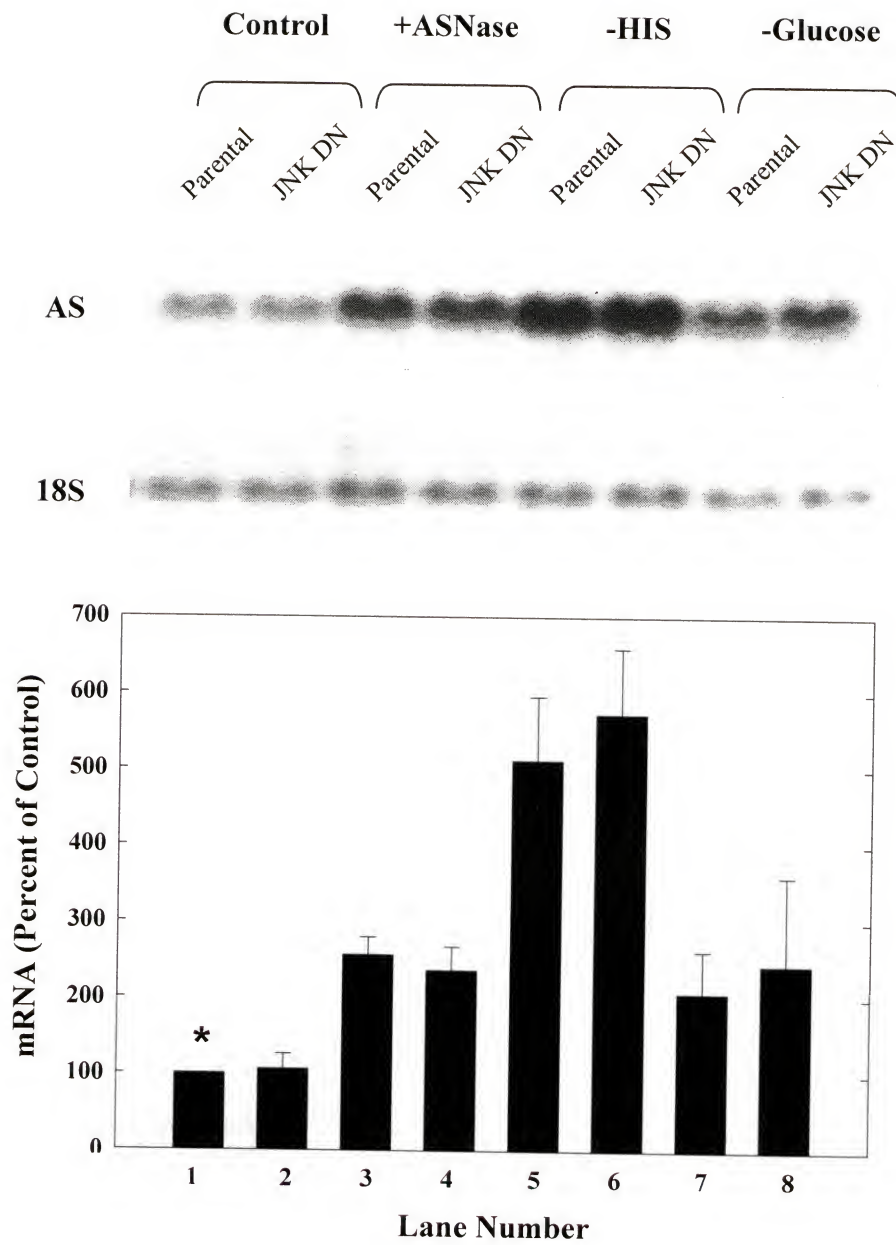 Control +ASNase -HIS -Glucose
Parental JNK DN Parental JNK DN Parental JNK DN Parental JNK DN
AS
18S
700
600
500
400
300
200
100
0
mRNA (Percent of Control)
*
1 2 3 4 5 6 7 8
Lane Number